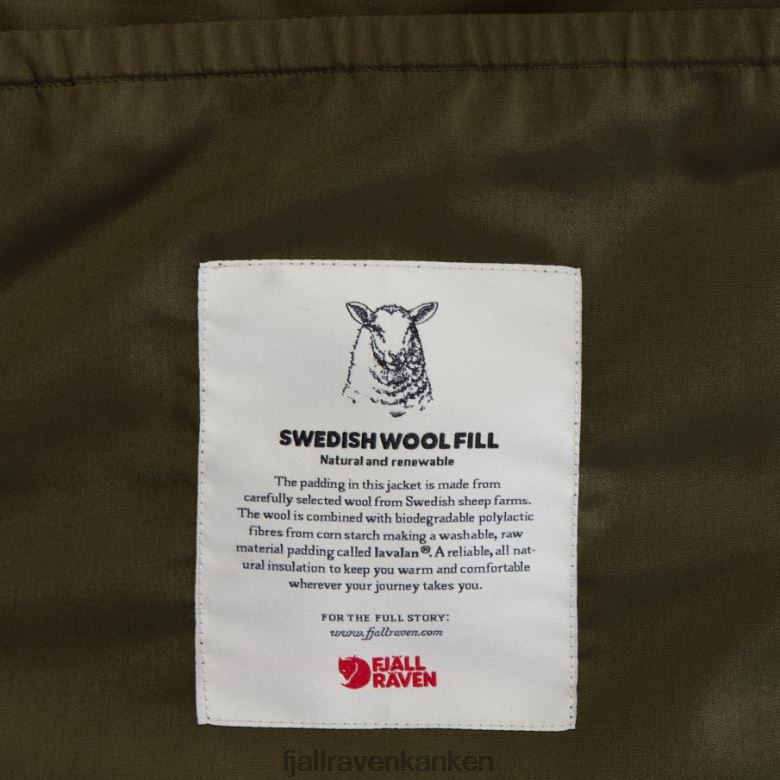 SWEDISH WOOL FILL
Natural and renewable
The padding in this jacket is made from
carefully selected wool from Swedish sheep farms.
The wool is combined with biodegradable polylactic
fibres from corn starch making a washable, raw
material padding called lavalan®. A reliable, all nat-
ural insulation to keep you warm and comfortable
wherever your journey takes you.
FOR THE FULL STORY:
www.fjallraven.com
FJÄLL
RÄVEN
fjallravenkanken